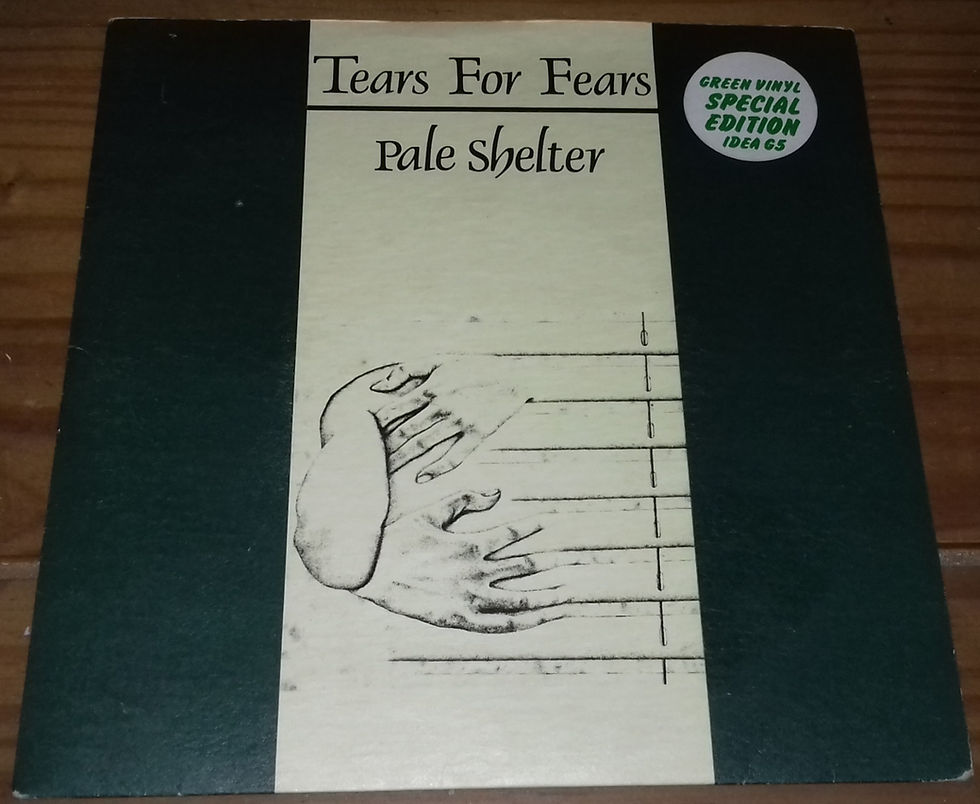 Tears For Fears
Pale Shelter
GREEN VINYL
SPECIAL
EDITION
IDEA G5